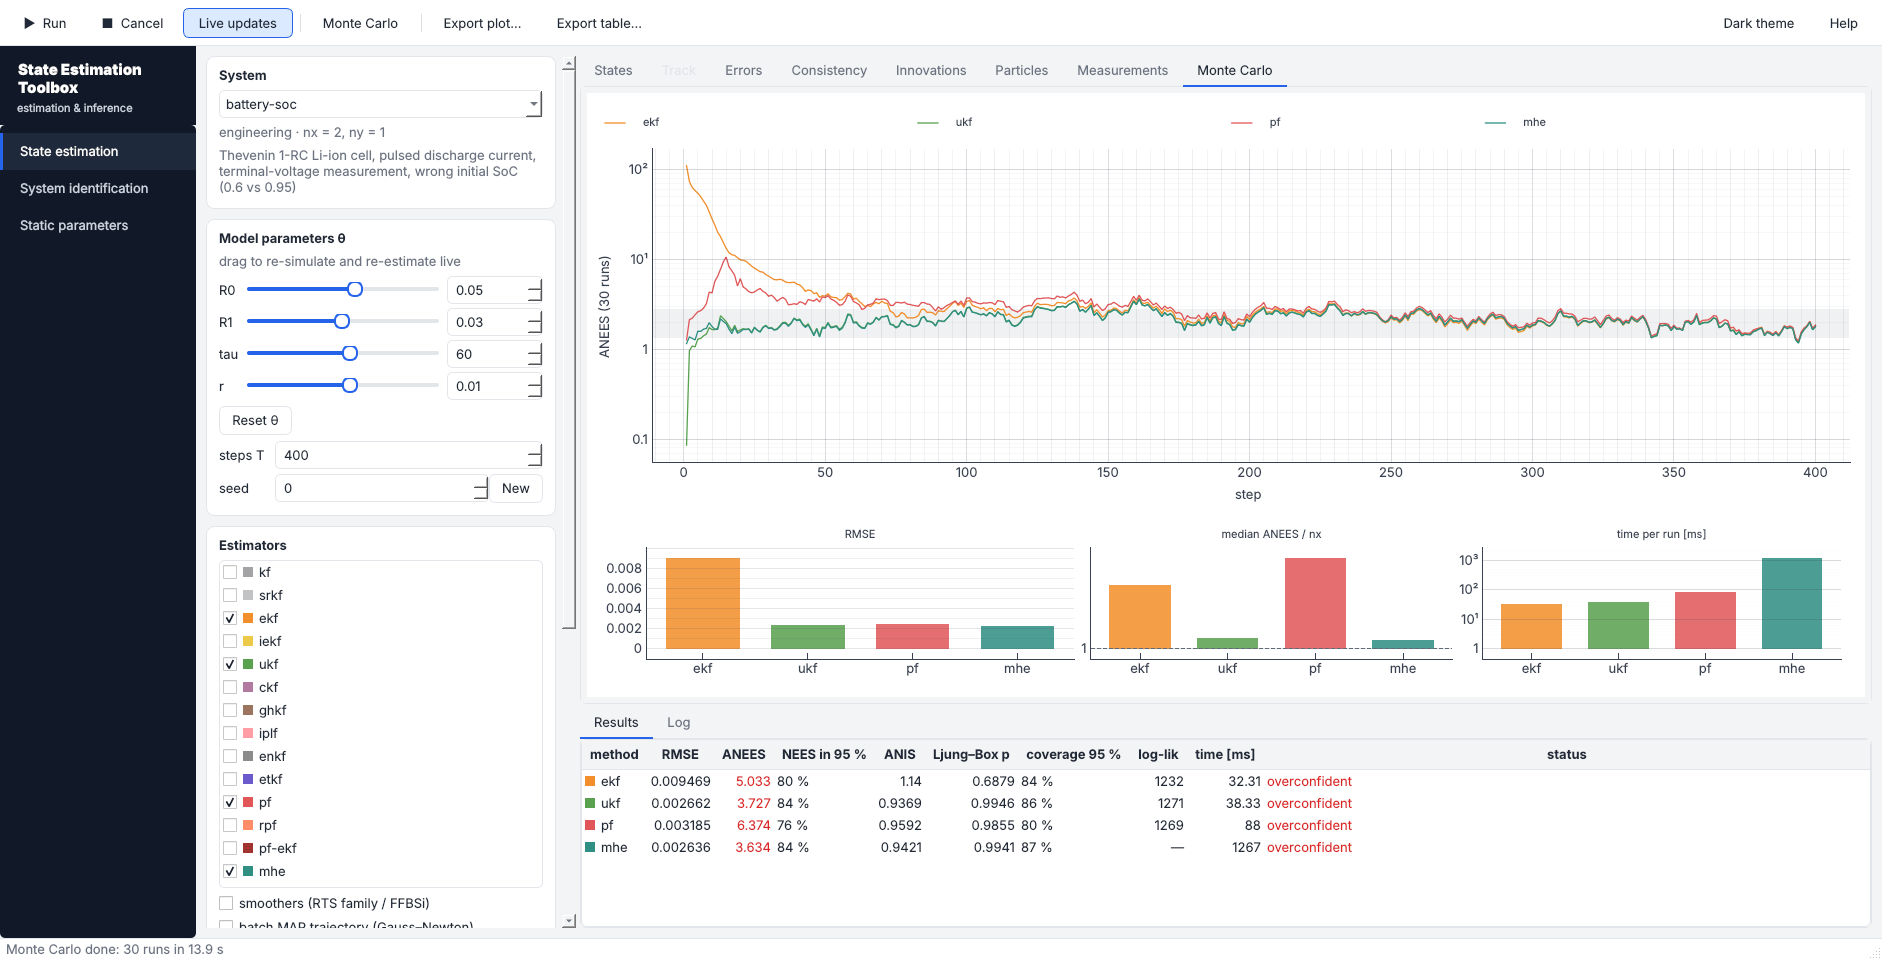 Run
Cancel
Live updates
Monte Carlo
Export plot...
Export table...
Dark theme
Help
State Estimation
Toolbox
estimation & inference
State estimation
System identification
Static parameters
System
battery-soc
engineering · nx = 2, ny = 1
Thevenin 1-RC Li-ion cell, pulsed discharge current,
terminal-voltage measurement, wrong initial SoC
(0.6 vs 0.95)
Model parameters θ
drag to re-simulate and re-estimate live
R0 0.05
R1 0.03
tau 60
r 0.01
Reset θ
steps T 400
seed 0 New
Estimators
kf
srkf
ekf
iekf
ukf
ckf
ghkf
iplf
enkf
etkf
pf
rpf
pf-ekf
mhe
smoothers (RTS family / FFBSi)
batch MAP trajectory (Gauss–Newton)
States Track Errors Consistency Innovations Particles Measurements Monte Carlo
ekf ukf pf mhe
ANEES (30 runs)
10²
10¹
1
0.1
0 50 100 150 200 250 300 350 400
step
RMSE
0.008
0.006
0.004
0.002
0
ekf ukf pf mhe
median ANEES / nx
1
ekf ukf pf mhe
time per run [ms]
10³
10²
10¹
1
ekf ukf pf mhe
Results Log
method RMSE ANEES NEES in 95 % ANIS Ljung–Box p coverage 95 % log-lik time [ms] status
ekf 0.009469 5.033 80 % 1.14 0.6879 84 % 1232 32.31 overconfident
ukf 0.002662 3.727 84 % 0.9369 0.9946 86 % 1271 38.33 overconfident
pf 0.003185 6.374 76 % 0.9592 0.9855 80 % 1269 88 overconfident
mhe 0.002636 3.634 84 % 0.9421 0.9941 87 % — 1267 overconfident
Monte Carlo done: 30 runs in 13.9 s